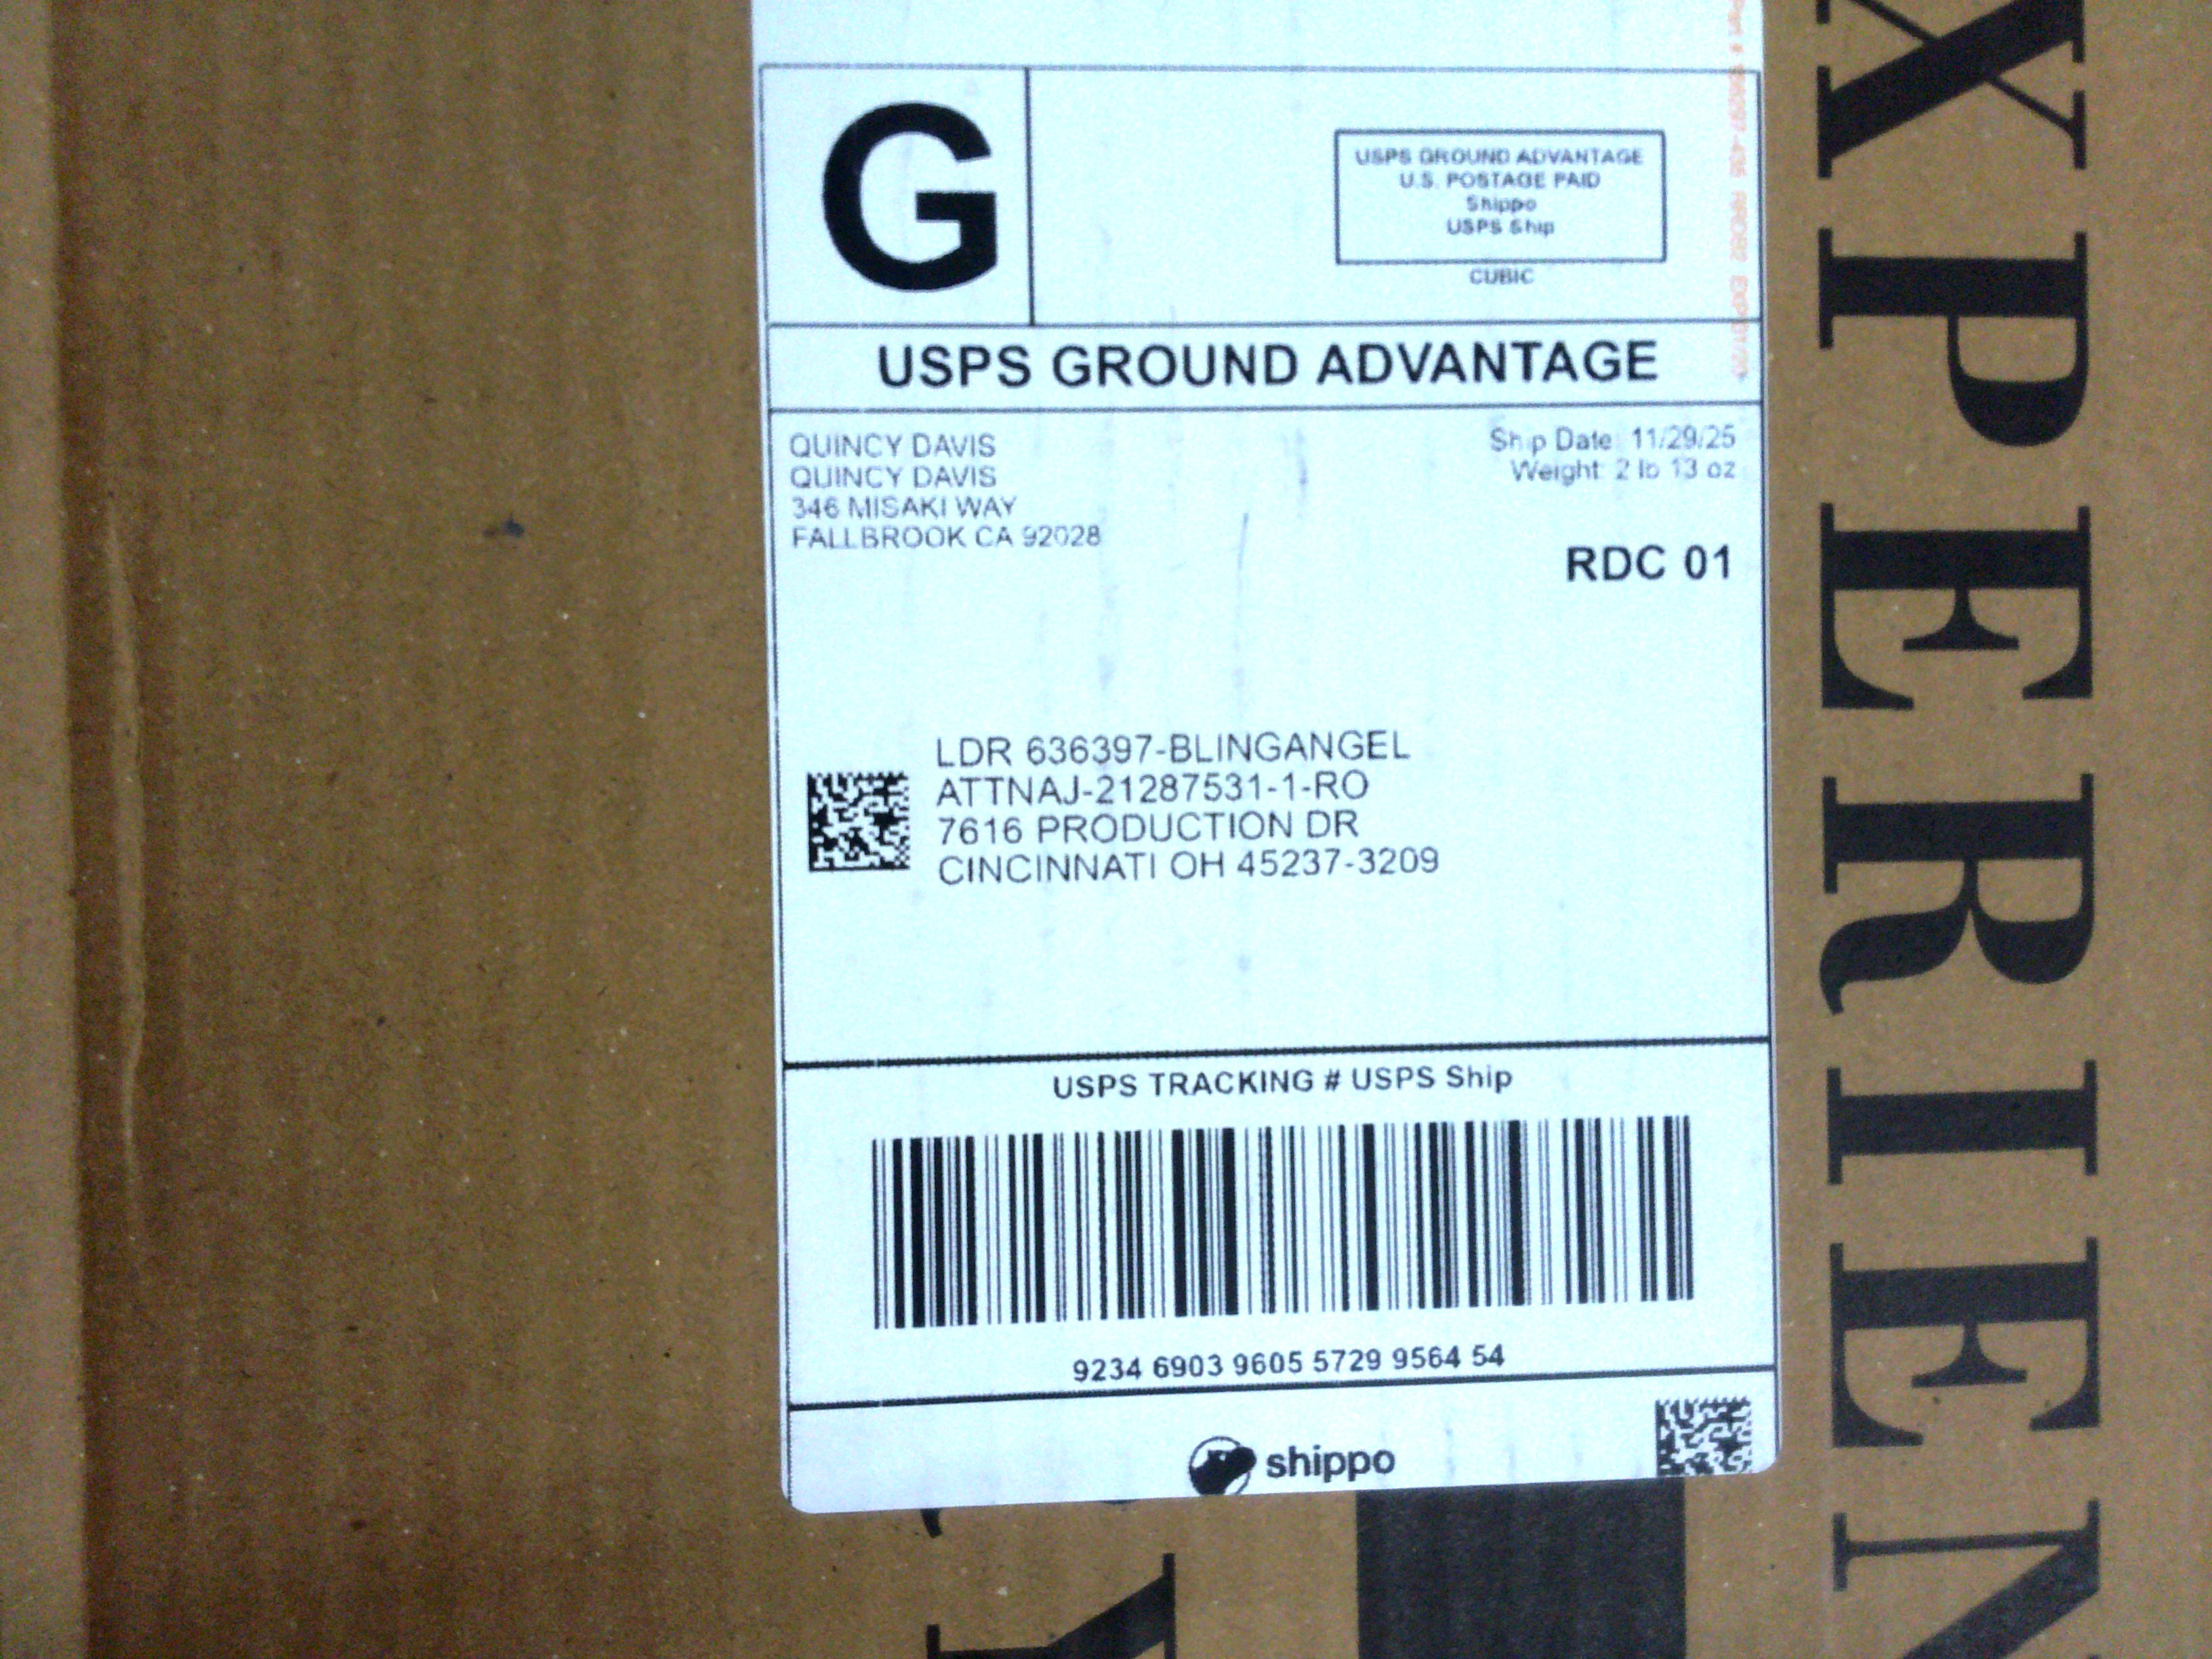 G
USPS GROUND ADVANTAGE
U.S. POSTAGE PAID
Shippo
USPS Ship
CUBIC
USPS GROUND ADVANTAGE
QUINCY DAVIS
QUINCY DAVIS
346 MISAKI WAY
FALLBROOK CA 92028
Ship Date: 11/29/25
Weight: 2 lb 13 oz
RDC 01
LDR 636397-BLINGANGEL
ATTNAJ-21287531-1-RO
7616 PRODUCTION DR
CINCINNATI OH 45237-3209
USPS TRACKING # USPS Ship
9234 6903 9605 5729 9564 54
shippo
XPERIEN
Y